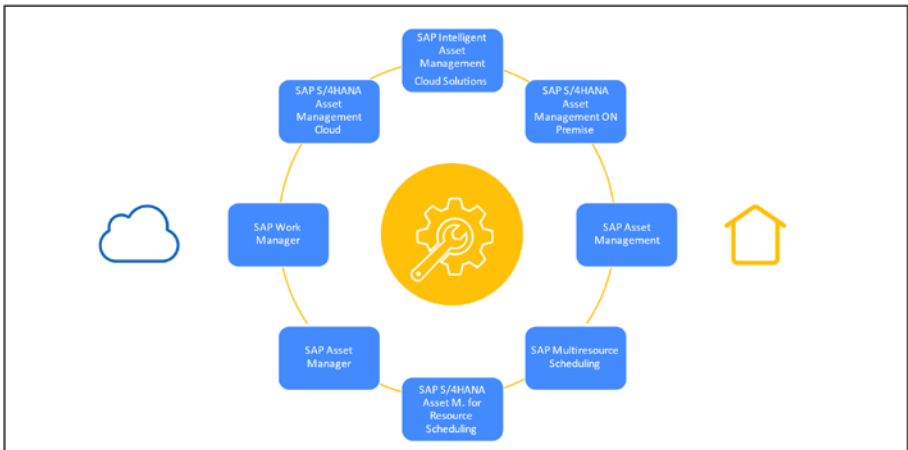 SAP Intelligent
Asset
Management
Cloud Solutions
SAP S/4HANA
Asset
Management
Cloud
SAP S/4HANA
Asset
Management ON
Premise
SAP Work
Manager
SAP Asset
Management
SAP Asset
Manager
SAP Multiresource
Scheduling
SAP S/4HANA
Asset M. for
Resource
Scheduling